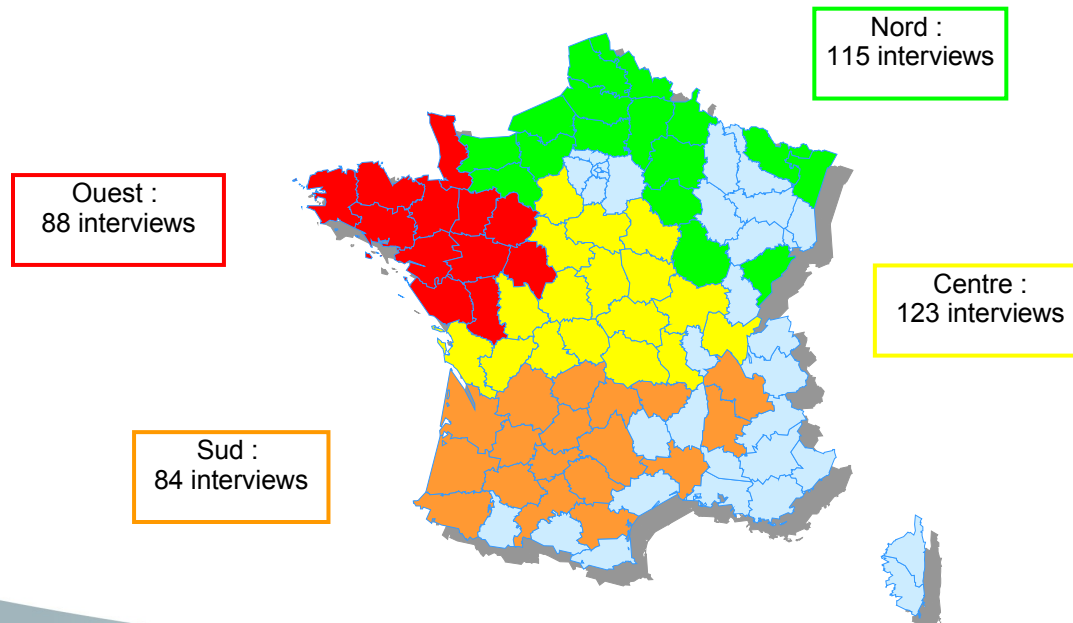 Nord :
115 interviews
Ouest :
88 interviews
Centre :
123 interviews
Sud :
84 interviews